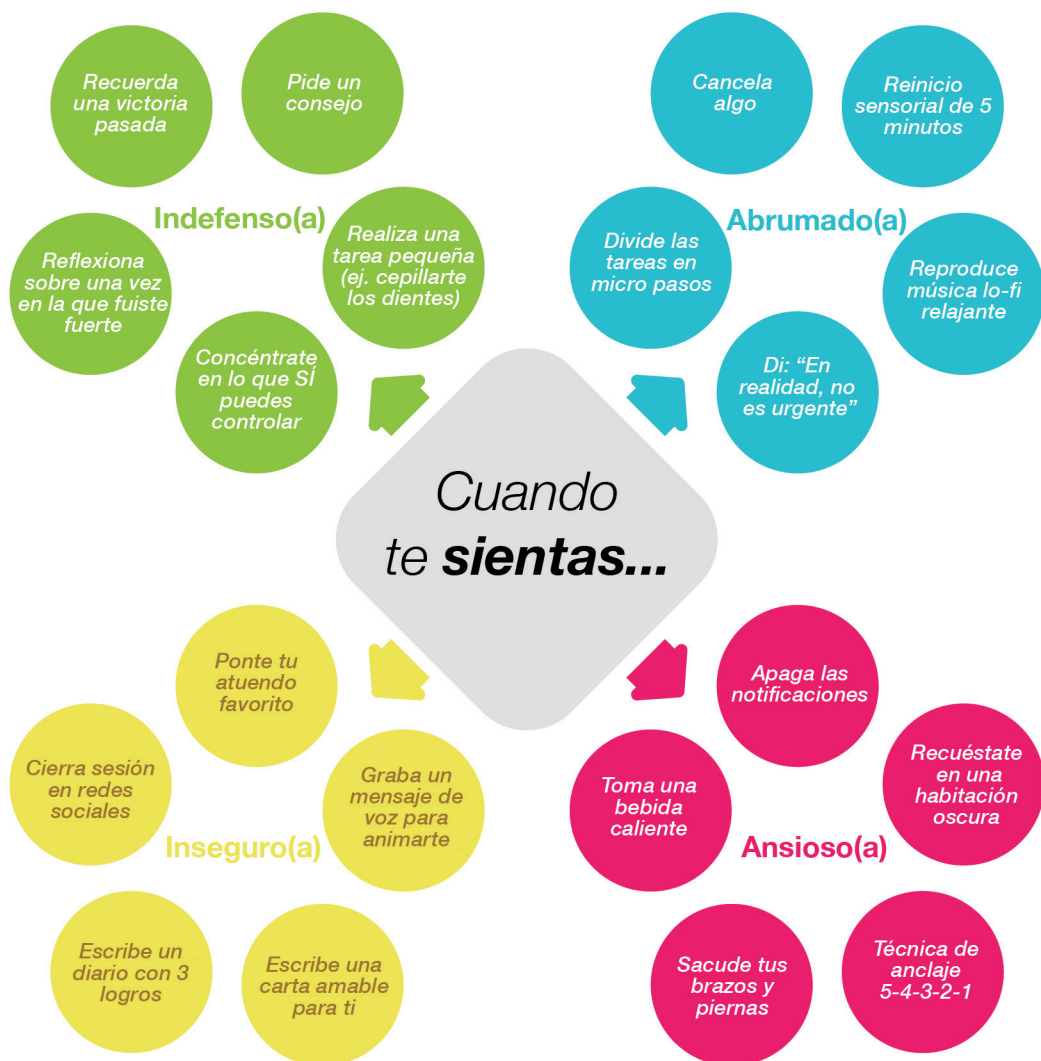 Recuerda
una victoria
pasada
Pide un
consejo
Indefenso(a)
Reflexiona
sobre una vez
en la que fuiste
fuerte
Realiza una
tarea pequeña
(ej. cepillarte
los dientes)
Concéntrate
en lo que SÍ
puedes
controlar
Cancela
algo
Reinicio
sensorial de 5
minutos
Abrumado(a)
Divide las
tareas en
micro pasos
Reproduce
música lo-fi
relajante
Di: “En
realidad, no
es urgente”
Cuando
te sientas...
Ponte tu
atuendo
favorito
Cierra sesión
en redes
sociales
Graba un
mensaje de
voz para
animarte
Inseguro(a)
Escribe un
diario con 3
logros
Escribe una
carta amable
para ti
Apaga las
notificaciones
Toma una
bebida
caliente
Recuéstate
en una
habitación
oscura
Ansioso(a)
Sacude tus
brazos y
piernas
Técnica de
anclaje
5-4-3-2-1